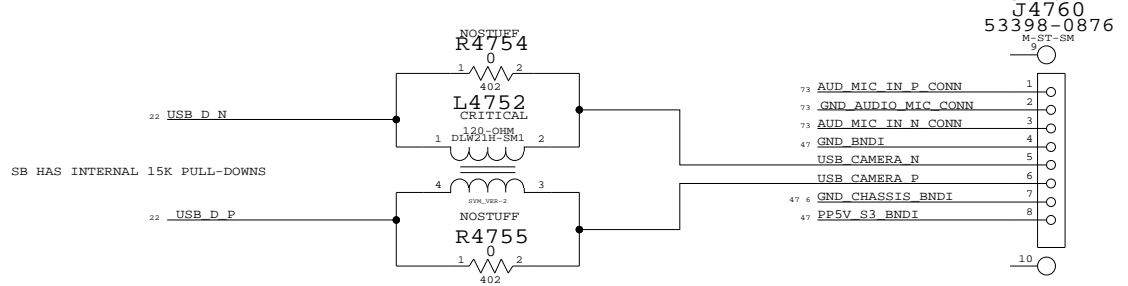 J4760
53398-0876
M-ST-SM
9
NOSTUFF
R4754
0
1 2
402
L4752
CRITICAL
120-OHM
DLW21H-SM1
1 2
22 USB_D_N
SB HAS INTERNAL 15K PULL-DOWNS
4 3
SYM_VER-2
22 USB_D_P
NOSTUFF
R4755
0
1 2
402
73 AUD_MIC_IN_P_CONN 1
73 GND_AUDIO_MIC_CONN 2
73 AUD_MIC_IN_N_CONN 3
47 GND_BNDI 4
USB_CAMERA_N 5
USB_CAMERA_P 6
47 6 GND_CHASSIS_BNDI 7
47 PP5V_S3_BNDI 8
10